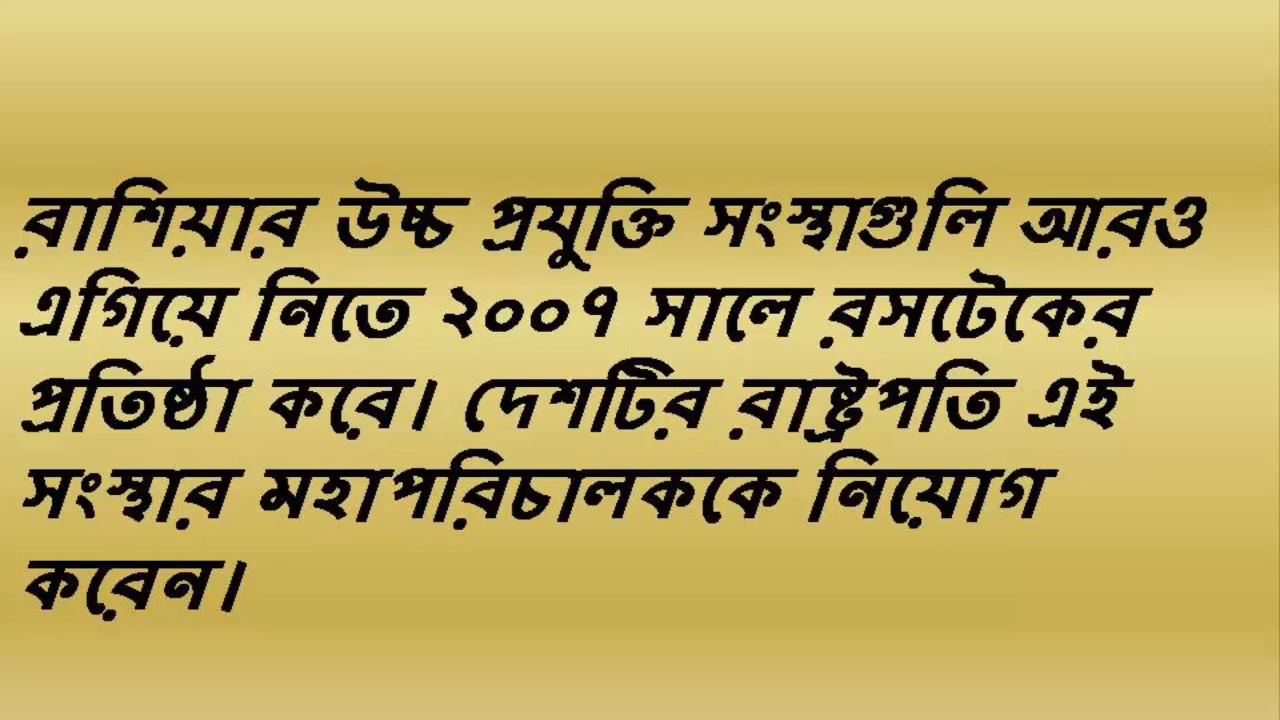 রাশিয়ার উচ্চ প্রযুক্তি সংস্থাগুলি আরও
এগিয়ে নিতে ২০০৭ সালে রসটেকের
প্রতিষ্ঠা করে। দেশটির রাষ্ট্রপতি এই
সংস্থার মহাপরিচালককে নিয়োগ
করেন।